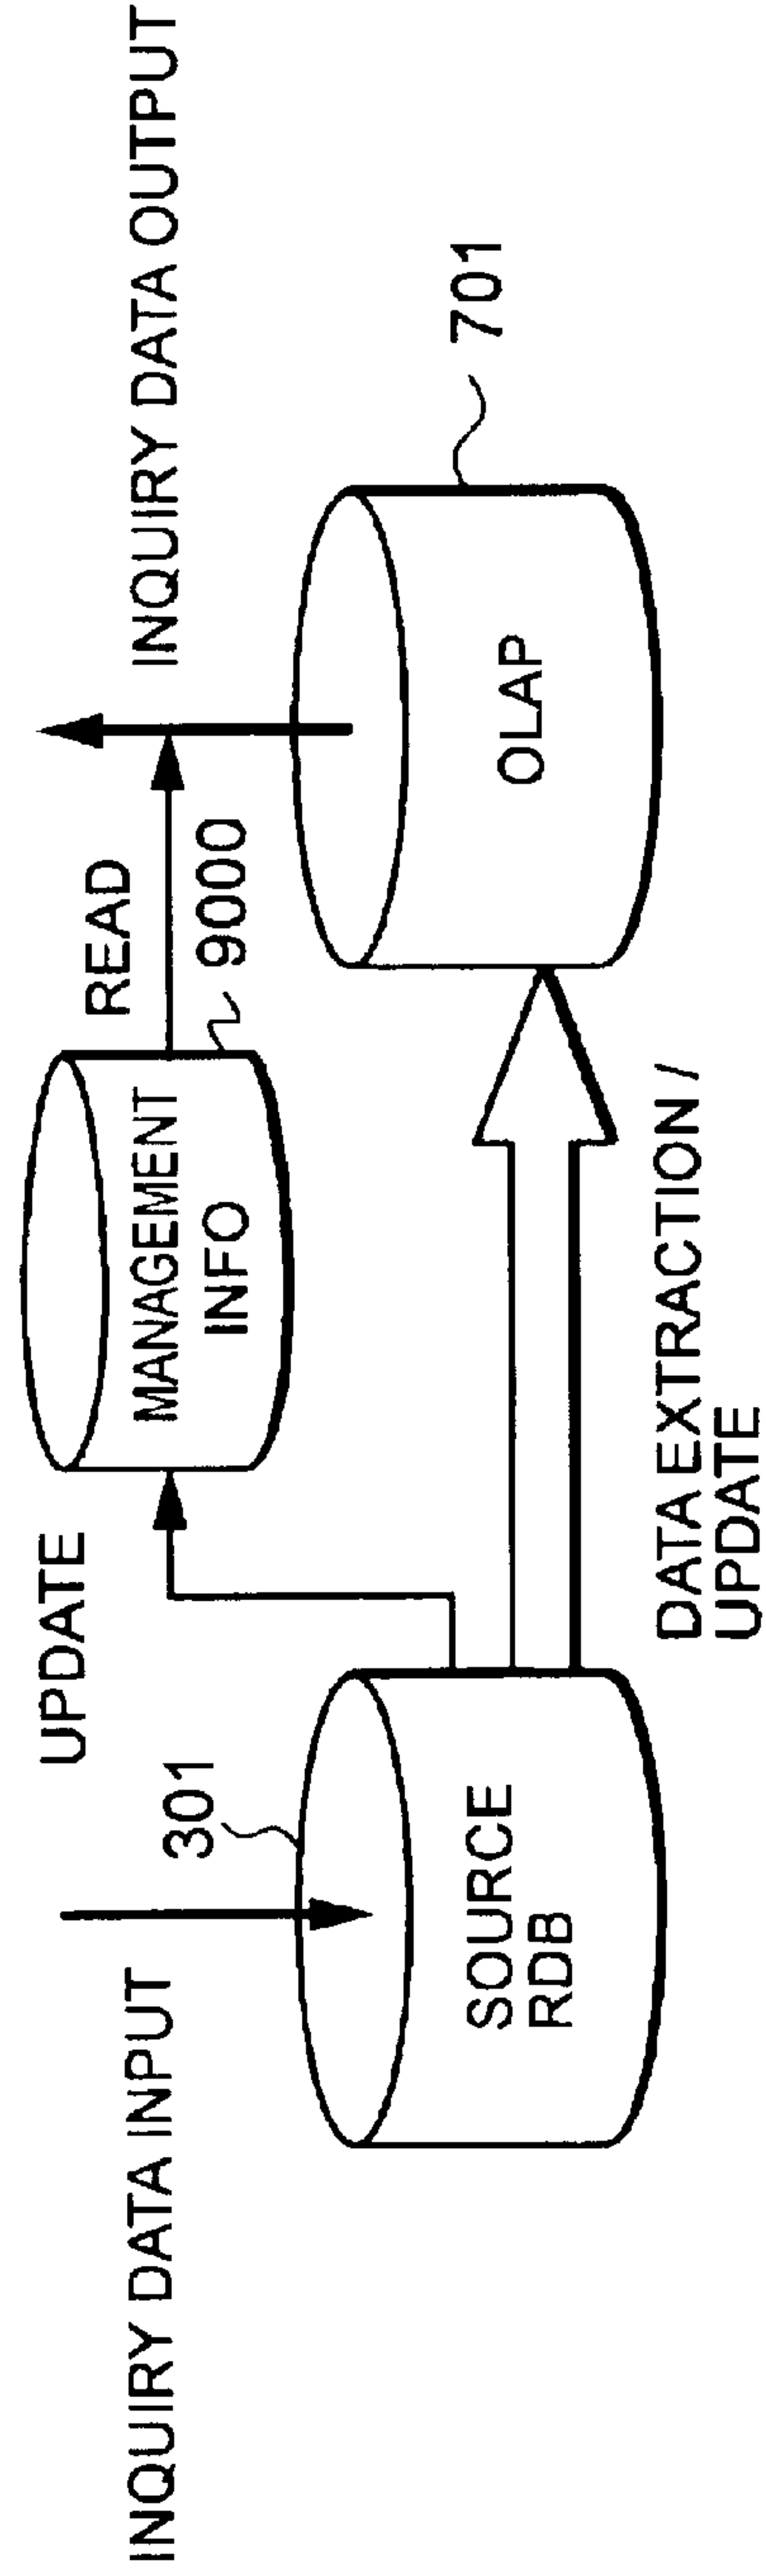 INQUIRY DATA INPUT
301
SOURCE
RDB
UPDATE
MANAGEMENT
INFO
9000
READ
DATA EXTRACTION /
UPDATE
INQUIRY DATA OUTPUT
OLAP
701